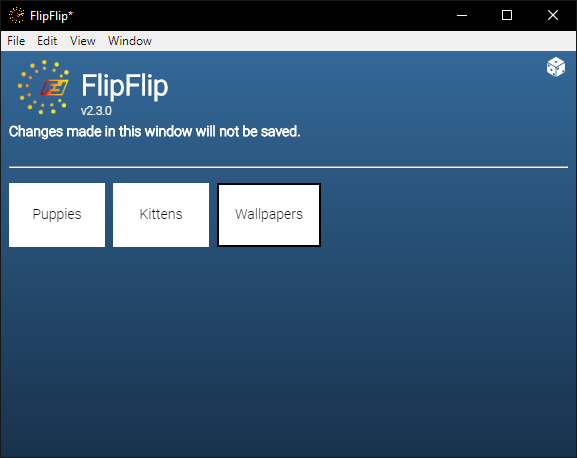 FlipFlip*
File Edit View Window
FlipFlip
v2.3.0
Changes made in this window will not be saved.
Puppies Kittens Wallpapers